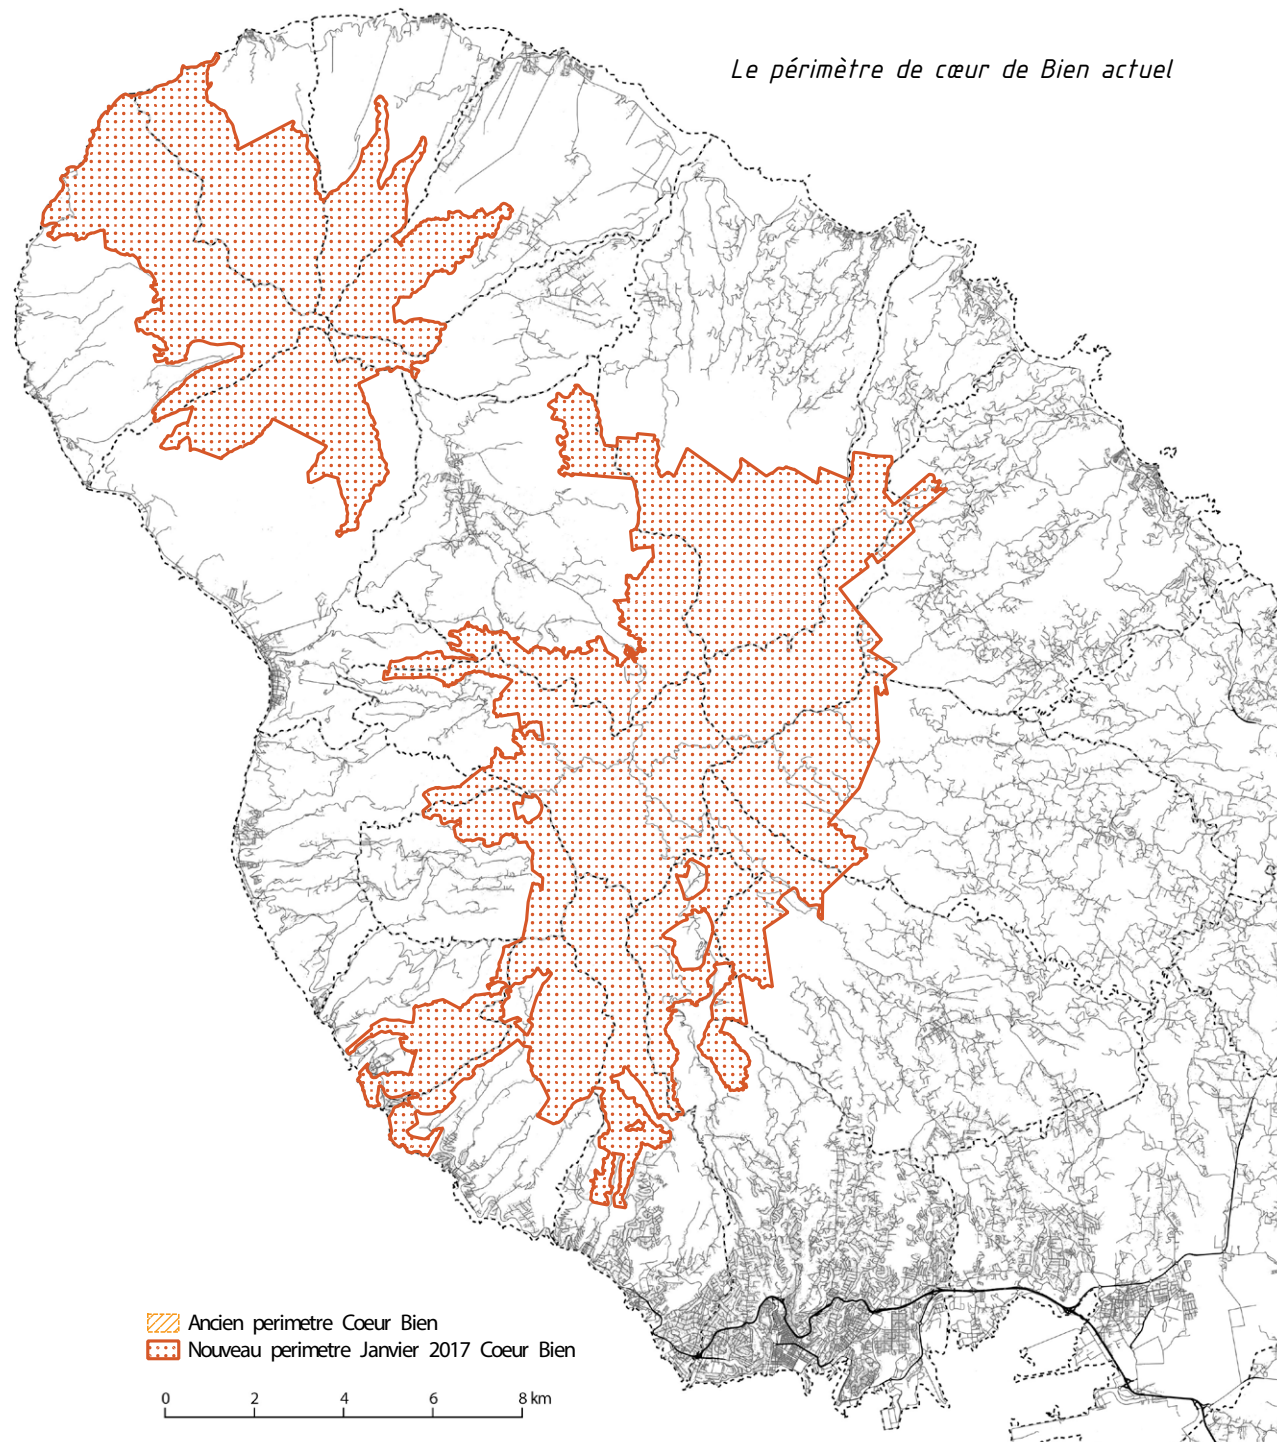 Le périmètre de cœur de Bien actuel
Ancien perimetre Coeur Bien
Nouveau perimetre Janvier 2017 Coeur Bien
0 2 4 6 8 km